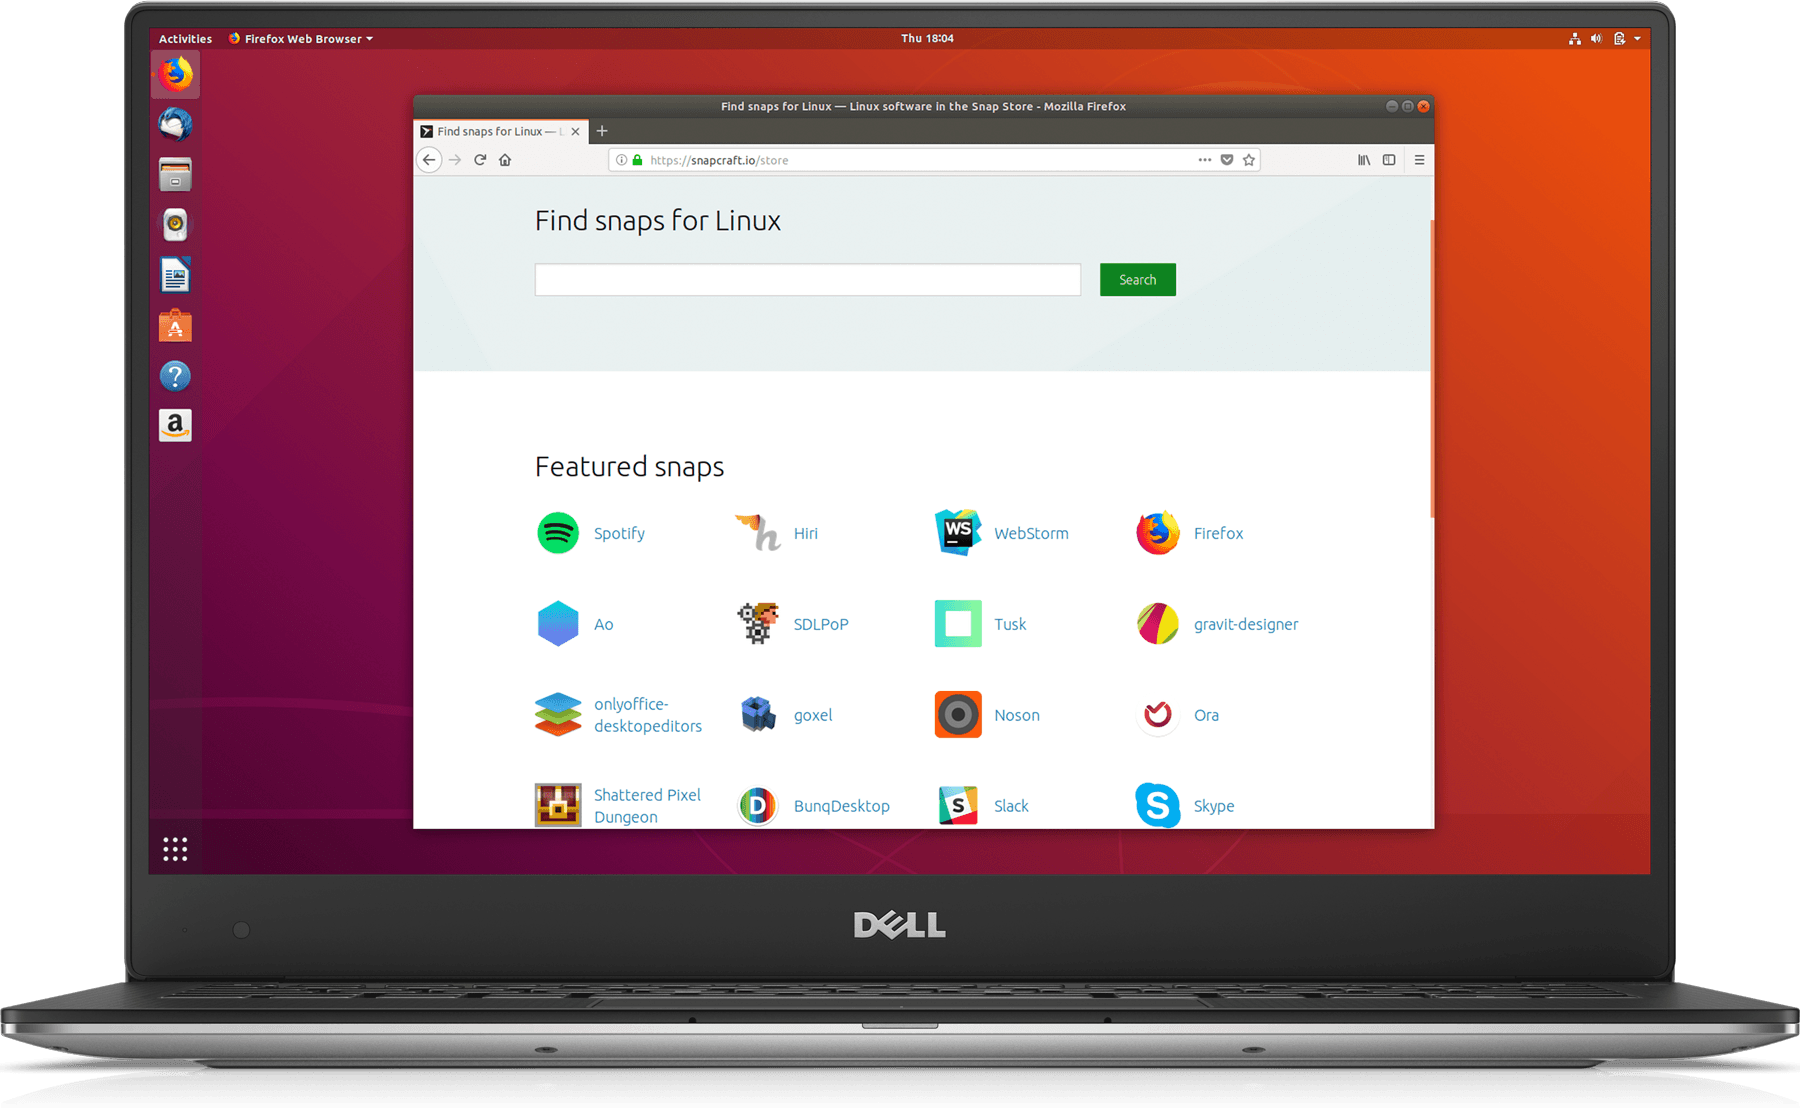 Activities Firefox Web Browser Thu 18:04
Find snaps for Linux — Linux software in the Snap Store - Mozilla Firefox
Find snaps for Linux —
https://snapcraft.io/store
Find snaps for Linux
Search
Featured snaps
Spotify
Hiri
WS
WebStorm
Firefox
Ao
SDLPoP
Tusk
gravit-designer
onlyoffice-
desktopeditors
goxel
Noson
Ora
Shattered Pixel
Dungeon
D
BunqDesktop
S
Slack
S
Skype
A
?
a
DELL